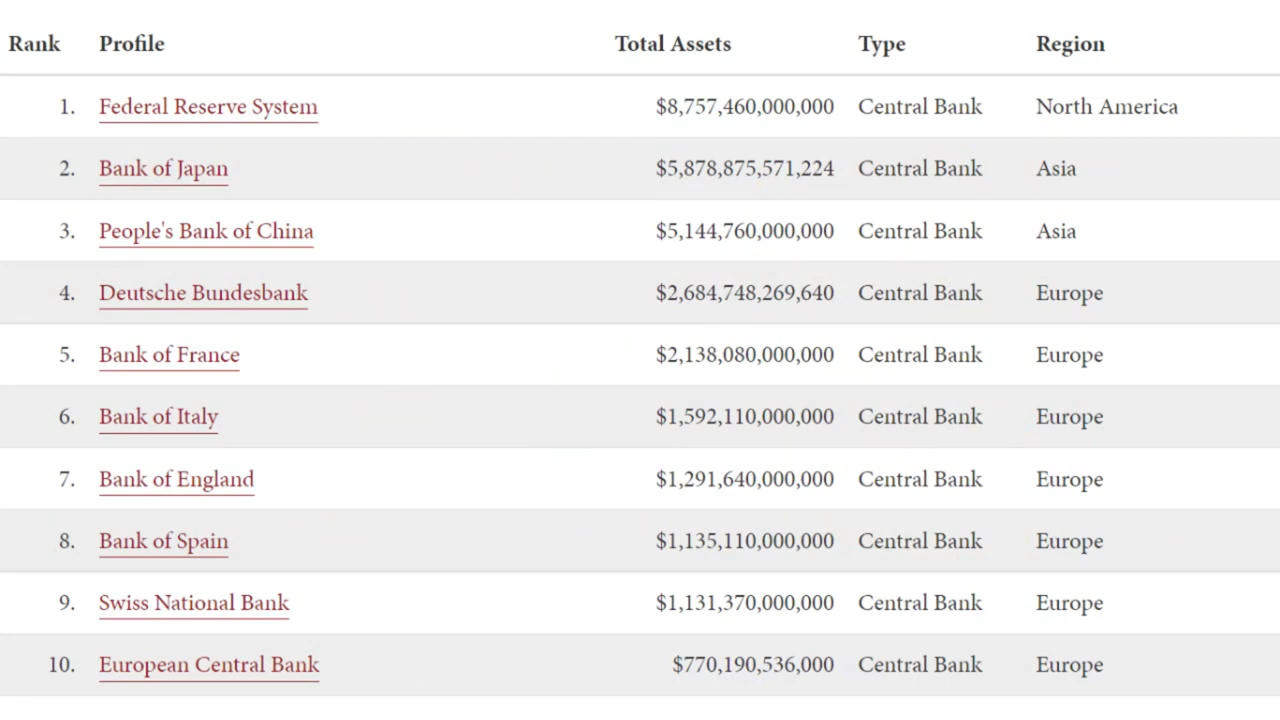 Rank Profile Total Assets Type Region
1. Federal Reserve System $8,757,460,000,000 Central Bank North America
2. Bank of Japan $5,878,875,571,224 Central Bank Asia
3. People's Bank of China $5,144,760,000,000 Central Bank Asia
4. Deutsche Bundesbank $2,684,748,269,640 Central Bank Europe
5. Bank of France $2,138,080,000,000 Central Bank Europe
6. Bank of Italy $1,592,110,000,000 Central Bank Europe
7. Bank of England $1,291,640,000,000 Central Bank Europe
8. Bank of Spain $1,135,110,000,000 Central Bank Europe
9. Swiss National Bank $1,131,370,000,000 Central Bank Europe
10. European Central Bank $770,190,536,000 Central Bank Europe